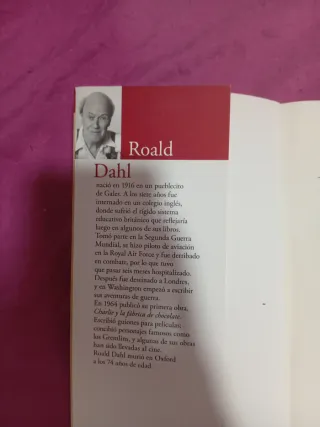 Roald
Dahl
nació en 1916 en un pueblecito
de Gales. A los siete años fue
internado en un colegio inglés,
donde sufrió el rígido sistema
educativo británico que reflejaría
luego en algunos de sus libros.
Tomó parte en la Segunda Guerra
Mundial, se hizo piloto de aviación
en la Royal Air Force y fue derribado
en combate, por lo que tuvo
que pasar seis meses hospitalizado.
Después fue destinado a Londres,
y en Washington empezó a escribir
sus aventuras de guerra.
En 1964 publicó su primera obra,
Charlie y la fábrica de chocolate.
Escribió guiones para películas;
concibió personajes famosos como
los Gremlins, y algunas de sus obras
han sido llevadas al cine.
Roald Dahl murió en Oxford
a los 74 años de edad